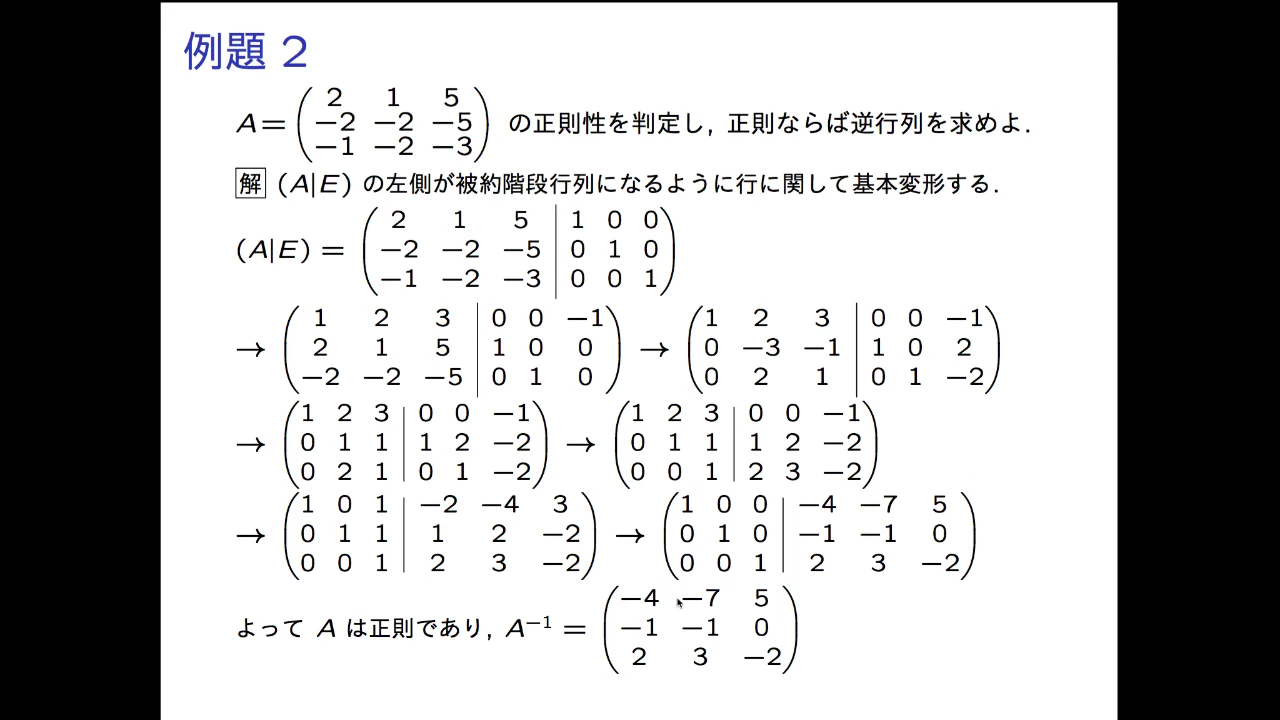 例題 2
A= ( 2 1 5
−2 −2 −5
−1 −2 −3 ) の正則性を判定し, 正則ならば逆行列を求めよ.
解 (A|E) の左側が被約階段行列になるように行に関して基本変形する.
(A|E) = ( 2 1 5 | 1 0 0
−2 −2 −5 | 0 1 0
−1 −2 −3 | 0 0 1 )
→ ( 1 2 3 | 0 0 −1
2 1 5 | 1 0 0
−2 −2 −5 | 0 1 0 )
→ ( 1 2 3 | 0 0 −1
0 −3 −1 | 1 0 2
0 2 1 | 0 1 −2 )
→ ( 1 2 3 | 0 0 −1
0 1 1 | 1 2 −2
0 2 1 | 0 1 −2 )
→ ( 1 2 3 | 0 0 −1
0 1 1 | 1 2 −2
0 0 1 | 2 3 −2 )
→ ( 1 0 1 | −2 −4 3
0 1 1 | 1 2 −2
0 0 1 | 2 3 −2 )
→ ( 1 0 0 | −4 −7 5
0 1 0 | −1 −1 0
0 0 1 | 2 3 −2 )
よって A は正則であり, A⁻¹ = ( −4 −7 5
−1 −1 0
2 3 −2 )